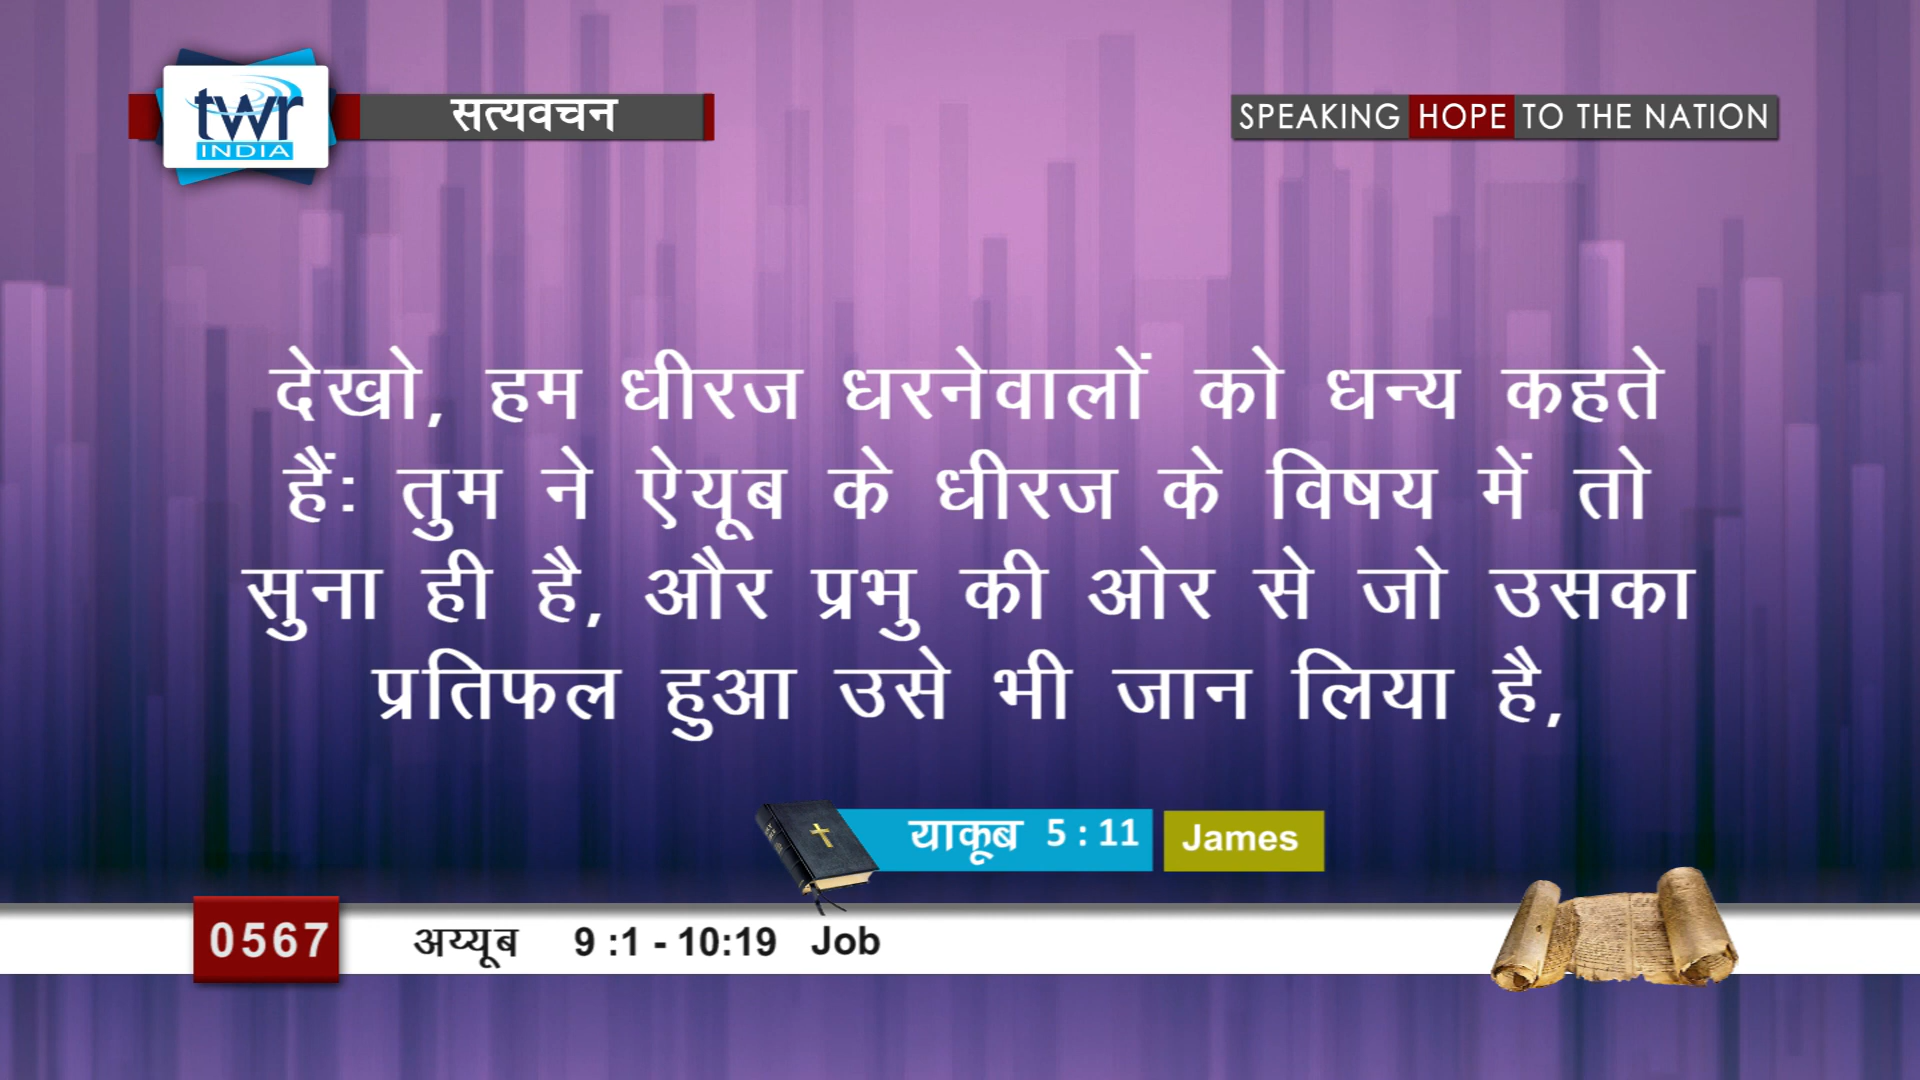 twr
INDIA
सत्यवचन
SPEAKING HOPE TO THE NATION
देखो, हम धीरज धरनेवालों को धन्य कहते
हैं: तुम ने ऐयूब के धीरज के विषय में तो
सुना ही है, और प्रभु की ओर से जो उसका
प्रतिफल हुआ उसे भी जान लिया है,
याकूब 5 : 11 James
0567 अय्यूब 9 :1 - 10:19 Job